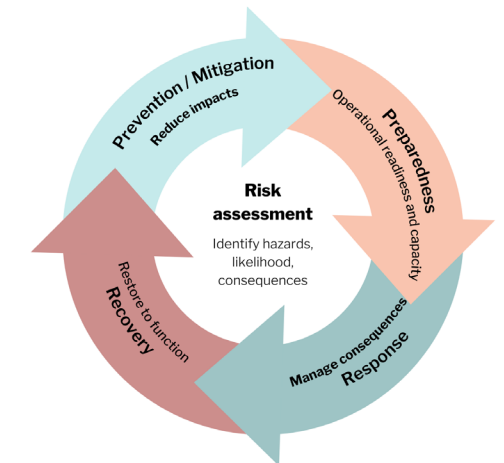 Prevention / Mitigation
Reduce impacts
Preparedness
Operational readiness and capacity
Risk
assessment
Identify hazards,
likelihood,
consequences
Manage consequences
Response
Restore to function
Recovery